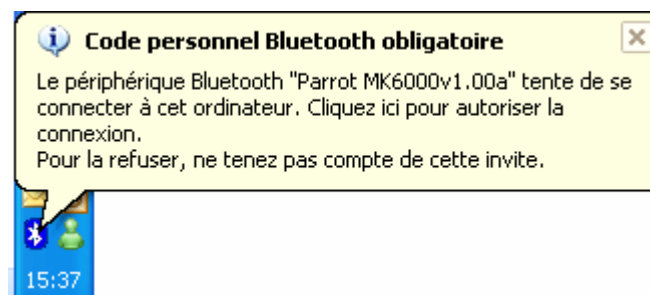 Code personnel Bluetooth obligatoire
Le périphérique Bluetooth "Parrot MK6000v1.00a" tente de se
connecter à cet ordinateur. Cliquez ici pour autoriser la
connexion.
Pour la refuser, ne tenez pas compte de cette invite.
15:37